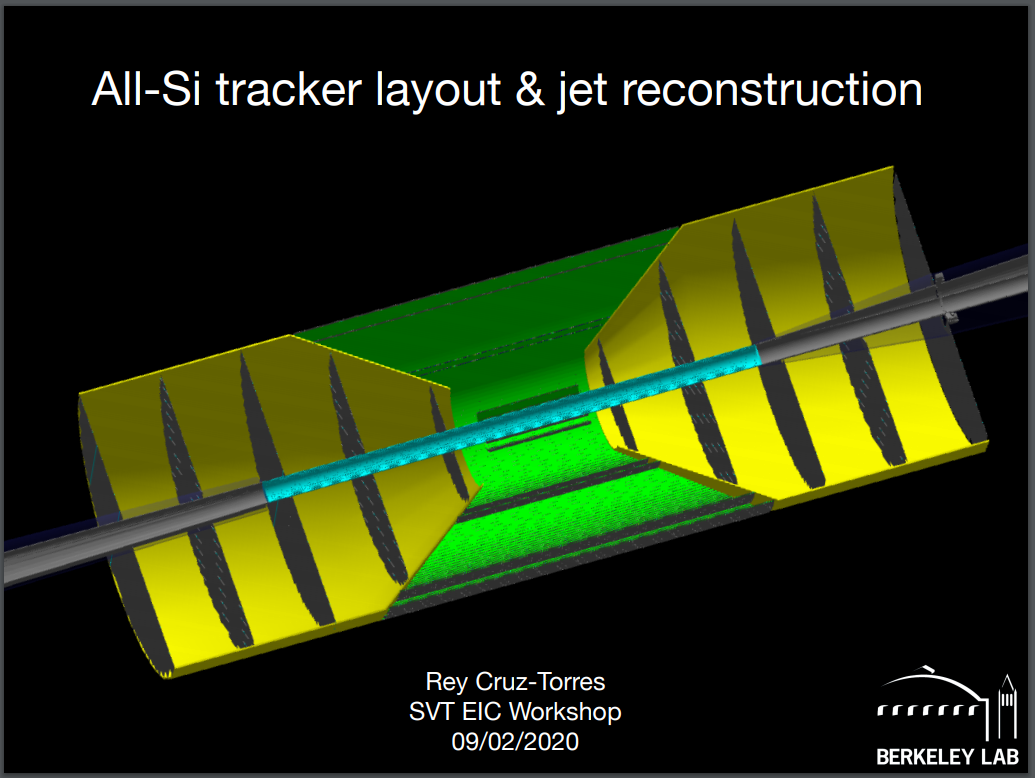 All-Si tracker layout & jet reconstruction
Rey Cruz-Torres
SVT EIC Workshop
09/02/2020
BERKELEY LAB